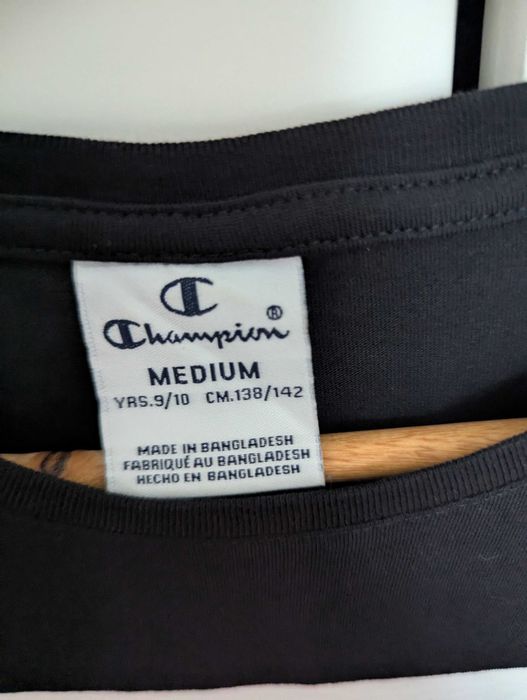 Champion®
MEDIUM
YRS.9/10 CM.138/142
MADE IN BANGLADESH
FABRIQUÉ AU BANGLADESH
HECHO EN BANGLADESH